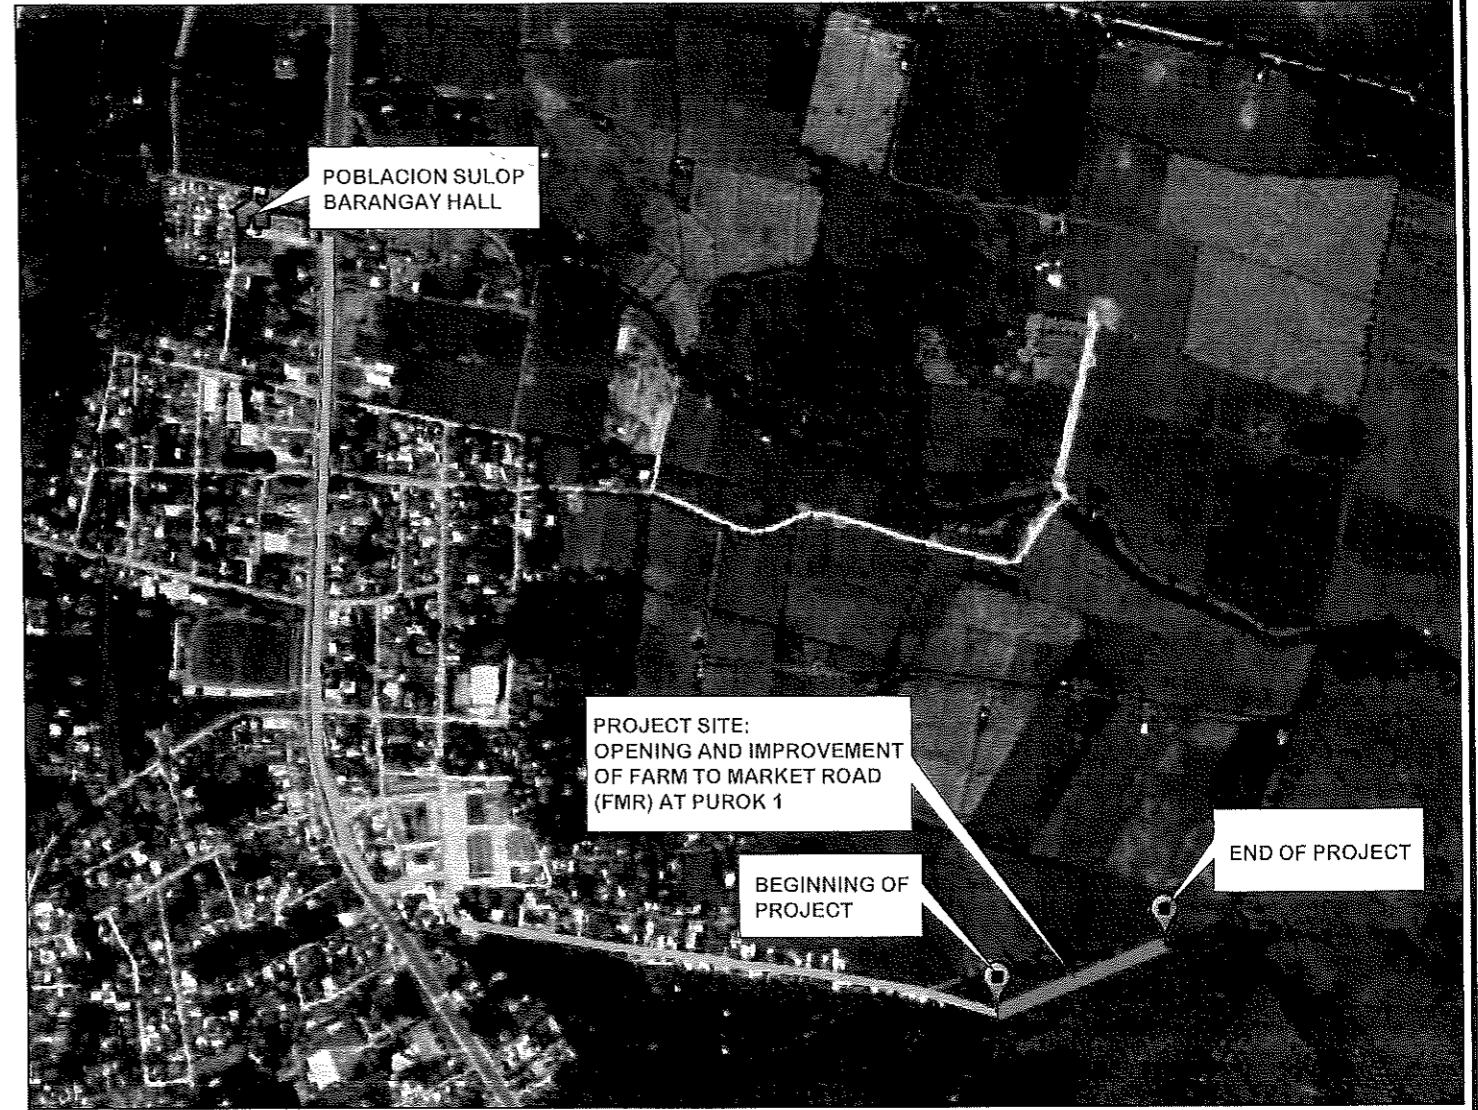 POBLACION SULOP
BARANGAY HALL
PROJECT SITE:
OPENING AND IMPROVEMENT
OF FARM TO MARKET ROAD
(FMR) AT PUROK 1
BEGINNING OF
PROJECT
END OF PROJECT